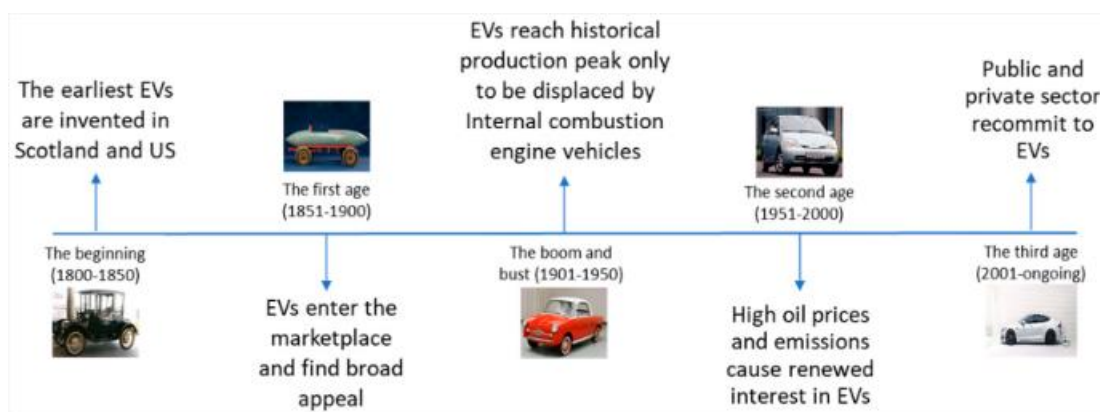 The earliest EVs
are invented in
Scotland and US
The beginning
(1800-1850)
The first age
(1851-1900)
EVs enter the
marketplace
and find broad
appeal
EVs reach historical
production peak only
to be displaced by
Internal combustion
engine vehicles
The boom and
bust (1901-1950)
The second age
(1951-2000)
High oil prices
and emissions
cause renewed
interest in EVs
Public and
private sector
recommit to
EVs
The third age
(2001-ongoing)